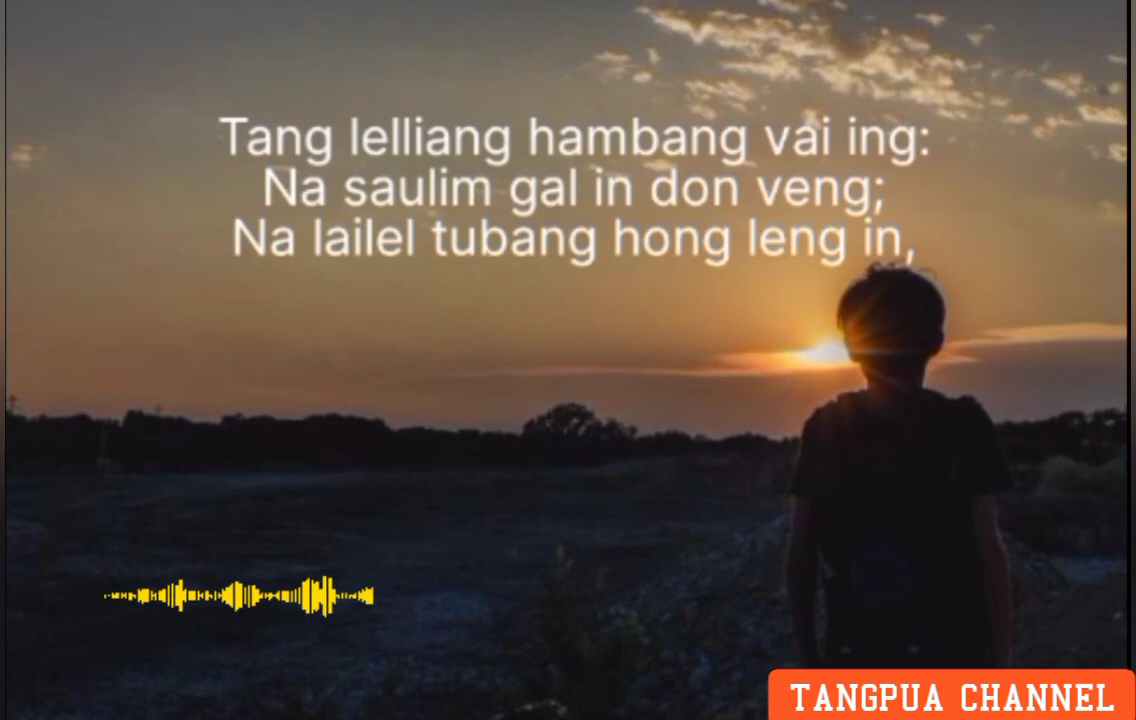 Tang lelliang hambang vai ing:
Na saulim gal in don veng;
Na lailel tubang hong leng in,
TANGPUA CHANNEL